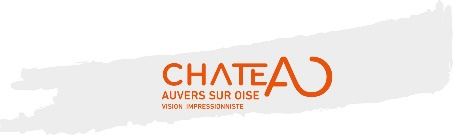 CHATEAU
AUVERS SUR OISE
VISION IMPRESSIONNISTE